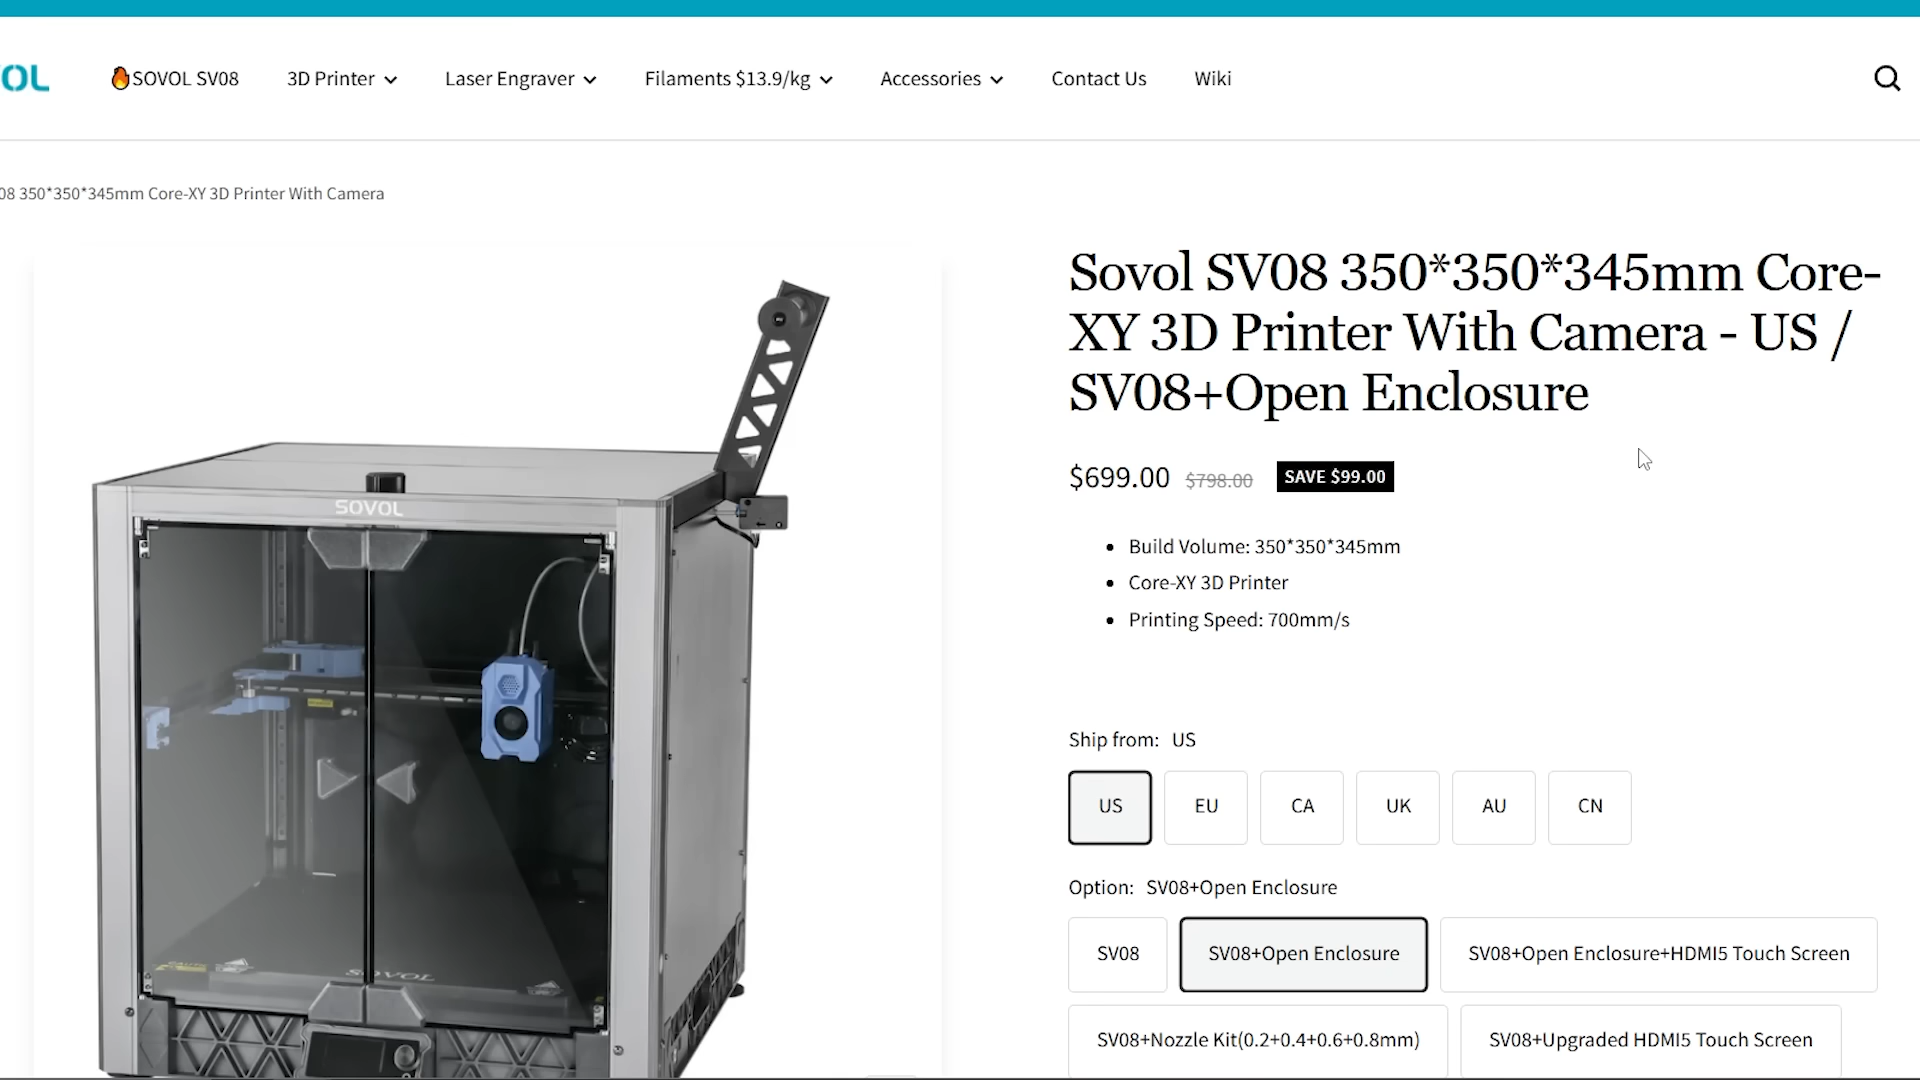 OL
🔥SOVOL SV08
3D Printer
Laser Engraver
Filaments $13.9/kg
Accessories
Contact Us
Wiki
08 350*350*345mm Core-XY 3D Printer With Camera
Sovol SV08 350*350*345mm Core-
XY 3D Printer With Camera - US /
SV08+Open Enclosure
$699.00 $798.00 SAVE $99.00
Build Volume: 350*350*345mm
Core-XY 3D Printer
Printing Speed: 700mm/s
Ship from: US
US EU CA UK AU CN
Option: SV08+Open Enclosure
SV08 SV08+Open Enclosure SV08+Open Enclosure+HDMI5 Touch Screen
SV08+Nozzle Kit(0.2+0.4+0.6+0.8mm) SV08+Upgraded HDMI5 Touch Screen
SOVOL
SOVOL